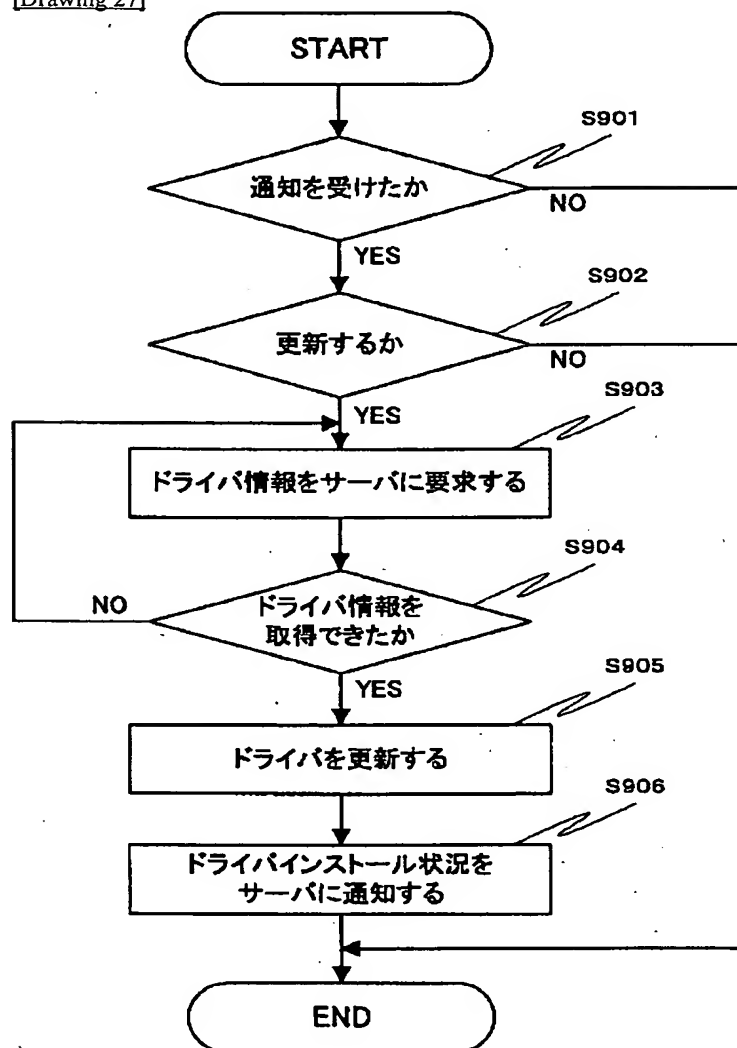 [Drawing 27]
START
S901
通知を受けたか
NO
YES
S902
更新するか
NO
YES
S903
ドライバ情報をサーバに要求する
S904
NO
ドライバ情報を
取得できたか
YES
S905
ドライバを更新する
S906
ドライバインストール状況を
サーバに通知する
END